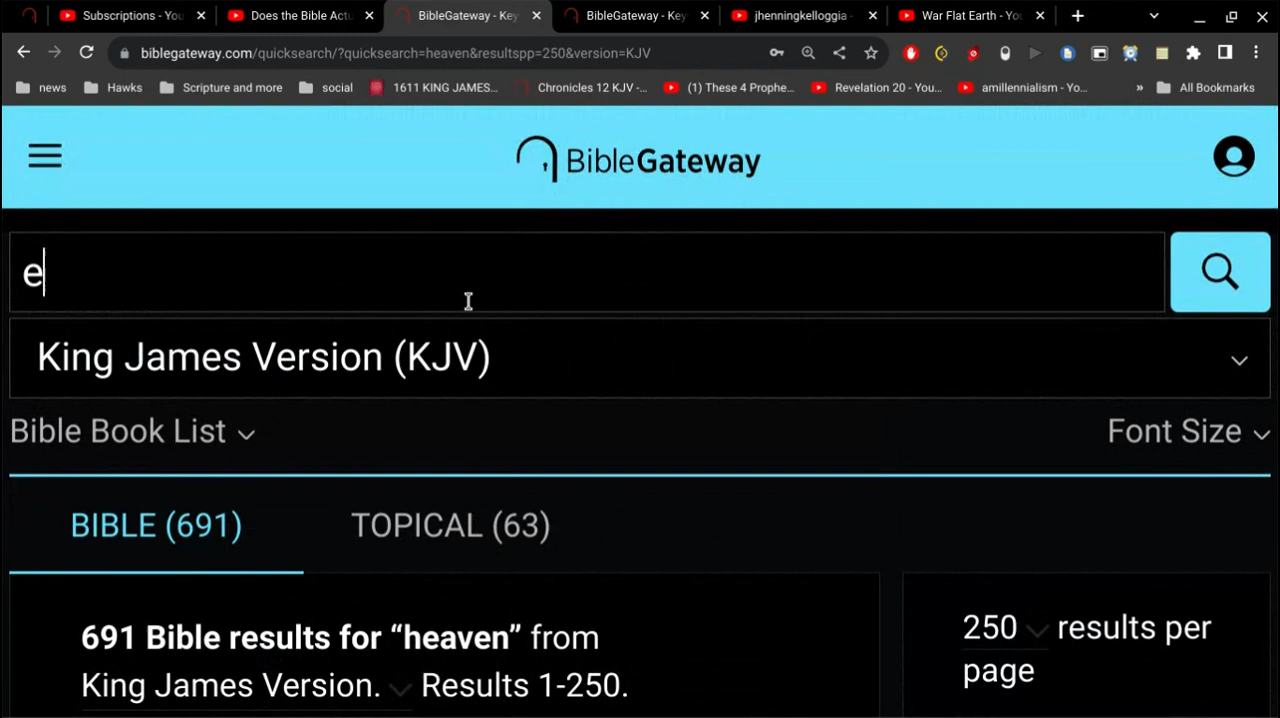 Subscriptions - You
Does the Bible Actu
BibleGateway - Key
BibleGateway - Key
jhenningkelloggia -
War Flat Earth - You
biblegateway.com/quicksearch/?quicksearch=heaven&resultspp=250&version=KJV
news
Hawks
Scripture and more
social
1611 KING JAMES...
Chronicles 12 KJV -...
(1) These 4 Prophe...
Revelation 20 - You...
amillennialism - Yo...
»
All Bookmarks
BibleGateway
e
King James Version (KJV)
Bible Book List
Font Size
BIBLE (691)
TOPICAL (63)
691 Bible results for “heaven” from
King James Version. Results 1-250.
250 results per
page